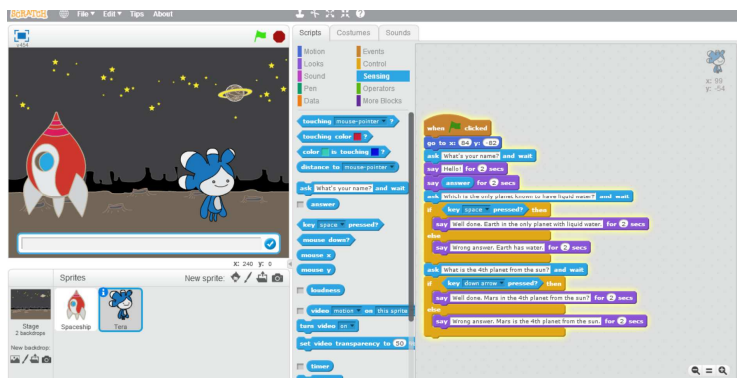 SCRATCH File Edit Tips About
v454
Scripts Costumes Sounds
Motion Events
Looks Control
Sound Sensing
Pen Operators
Data More Blocks
x: 99
y: -54
touching mouse-pointer ?
touching color ?
color is touching ?
distance to mouse-pointer
ask What's your name? and wait
answer
key space pressed?
mouse down?
mouse x
mouse y
loudness
video motion on this sprite
turn video on
set video transparency to 50
timer
when clicked
go to x: 84 y: -82
ask What's your name? and wait
say Hello! for 2 secs
say answer for 2 secs
ask Which is the only planet known to have liquid water? and wait
if key space pressed? then
say Well done. Earth in the only planet with liquid water. for 2 secs
else
say Wrong answer. Earth has water. for 2 secs
ask What is the 4th planet from the sun? and wait
if key down arrow pressed? then
say Well done. Mars in the 4th planet from the sun? for 2 secs
else
say Wrong answer. Mars is the 4th planet from the sun. for 2 secs
X: 240 y: 0
Sprites New sprite:
Stage
2 backdrops
New backdrop:
Spaceship
Tera